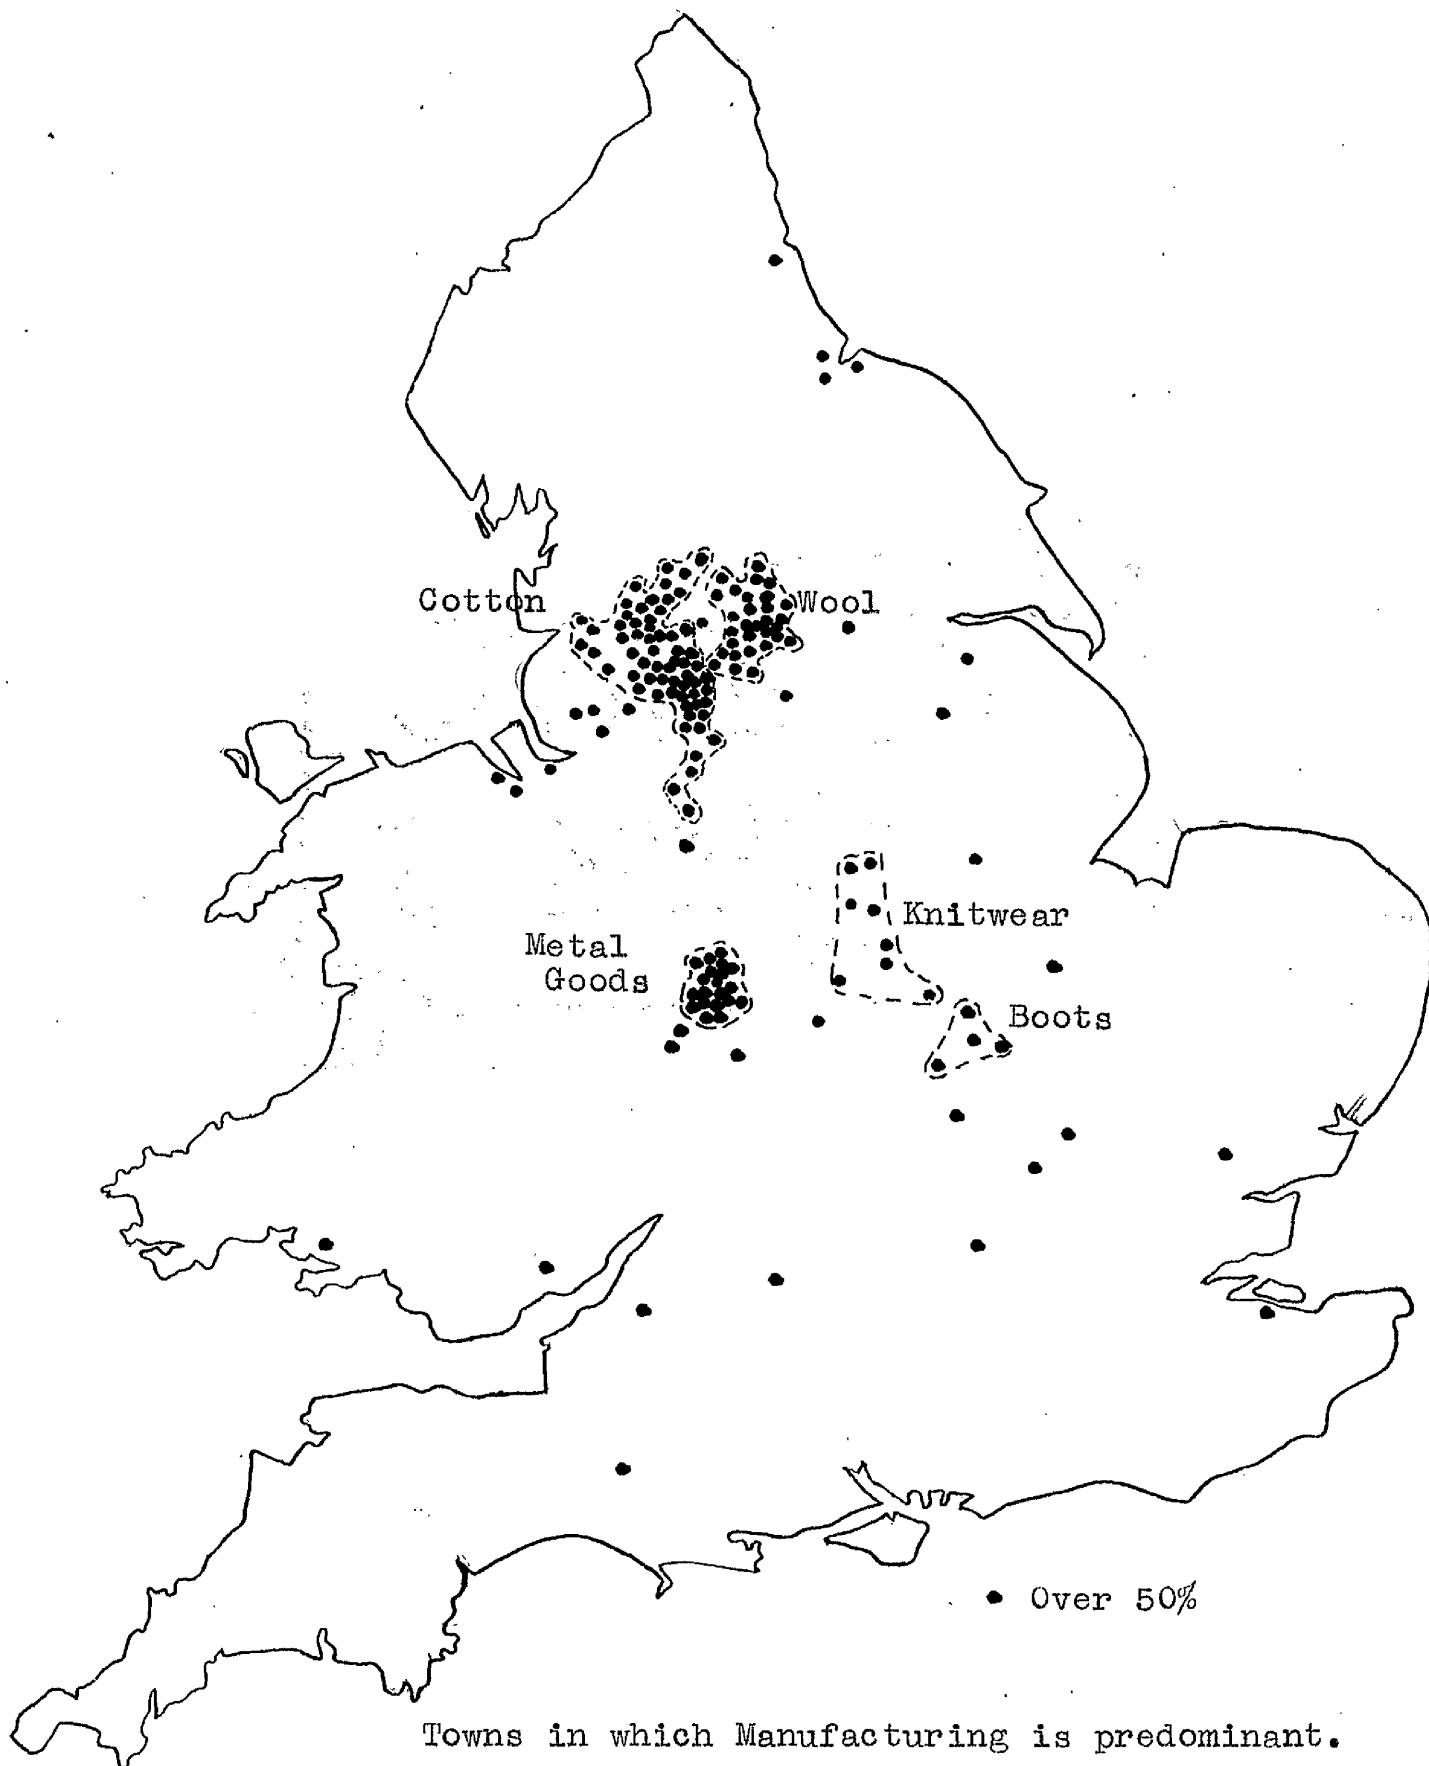 Cotton
Wool
Knitwear
Metal
Goods
Boots
Over 50%
Towns in which Manufacturing is predominant.